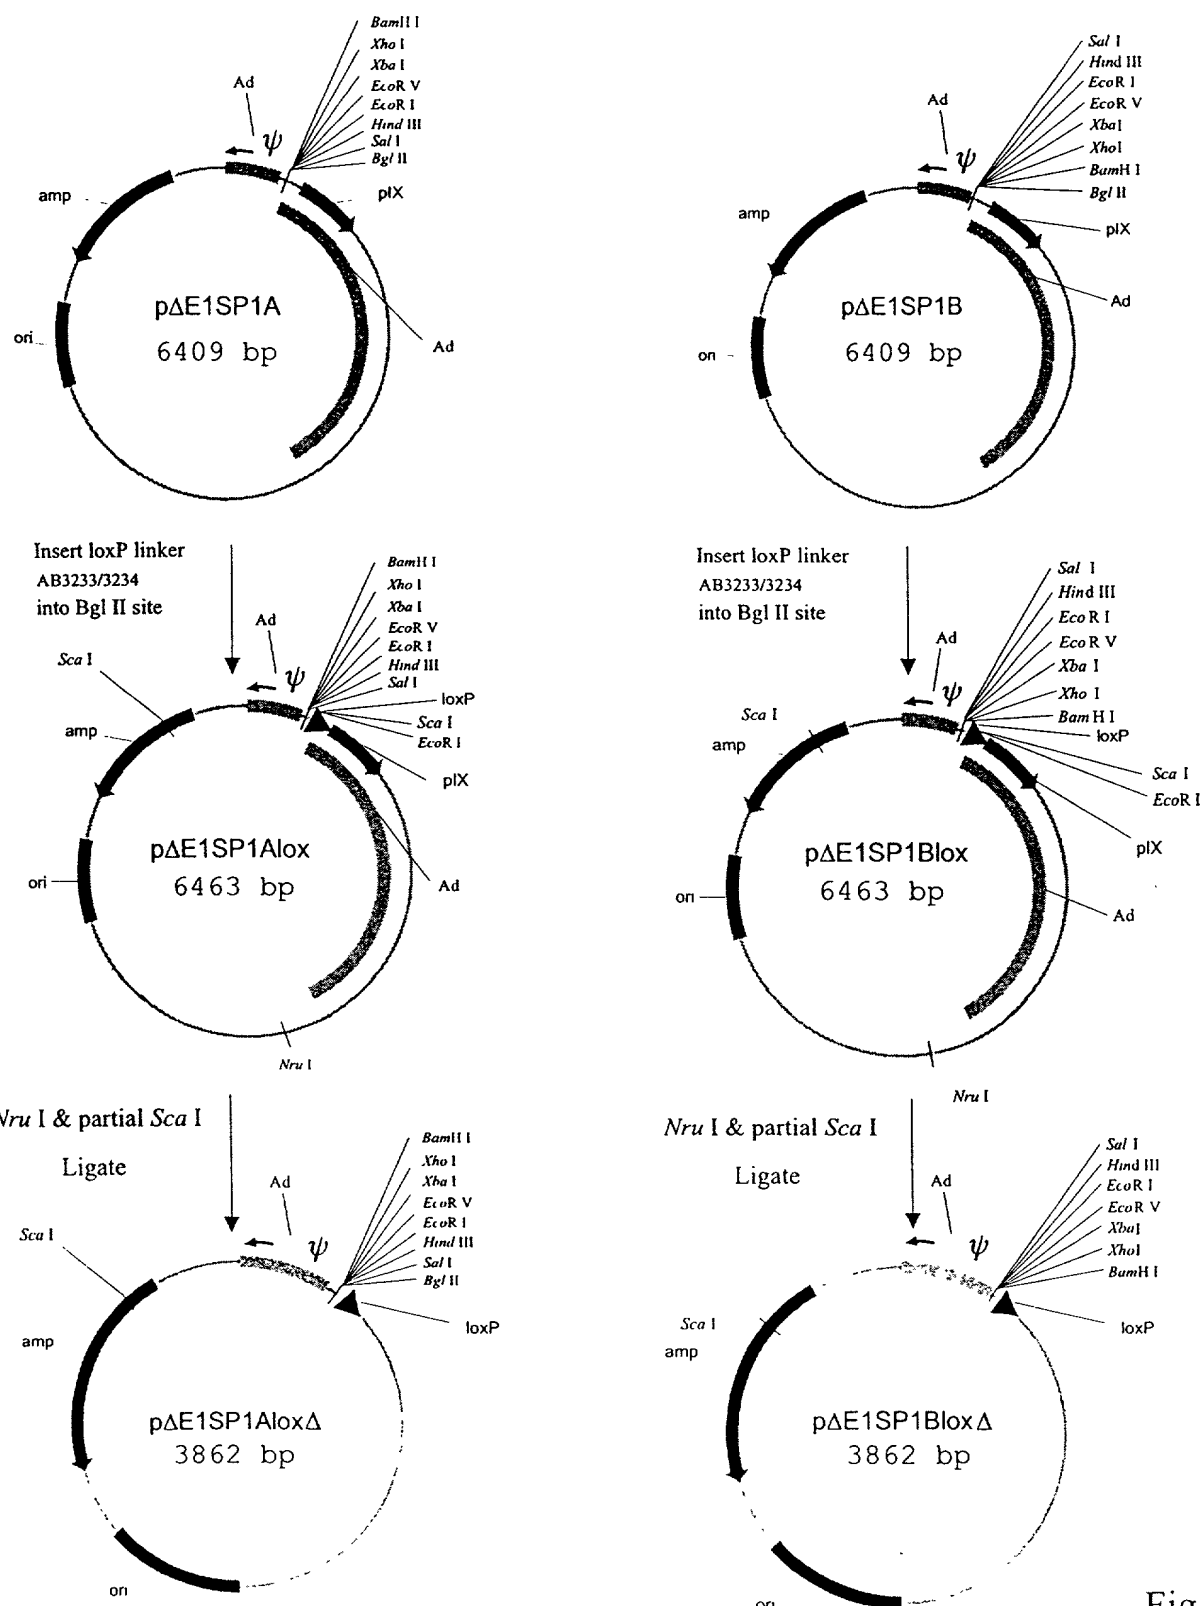 BamH I
Xho I
Xba I
EcoR V
EcoR I
Hind III
Sal I
Bgl II
Ad
ψ
amp
pIX
ori
pΔE1SP1A
6409 bp
Ad
Sal I
Hind III
EcoR I
EcoR V
Xba I
Xho I
BamH I
Bgl II
Ad
ψ
amp
pIX
ori
pΔE1SP1B
6409 bp
Ad
Insert loxP linker
AB3233/3234
into Bgl II site
BamH I
Xho I
Xba I
EcoR V
EcoR I
Hind III
Sal I
loxP
Sca I
EcoR I
pIX
Ad
ψ
Sca I
amp
ori
pΔE1SP1Alox
6463 bp
Ad
Nru I
Insert loxP linker
AB3233/3234
into Bgl II site
Sal I
Hind III
EcoR I
EcoR V
Xba I
Xho I
BamH I
loxP
Sca I
EcoR I
pIX
Ad
ψ
Sca I
amp
ori
pΔE1SP1Blox
6463 bp
Ad
Nru I
Nru I & partial Sca I
Ligate
BamH I
Xho I
Xba I
EcoR V
EcoR I
Hind III
Sal I
Bgl II
loxP
Ad
ψ
Sca I
amp
pΔE1SP1AloxΔ
3862 bp
ori
Nru I & partial Sca I
Ligate
Sal I
Hind III
EcoR I
EcoR V
Xba I
Xho I
BamH I
loxP
Ad
ψ
Sca I
amp
pΔE1SP1BloxΔ
3862 bp
ori
Fig